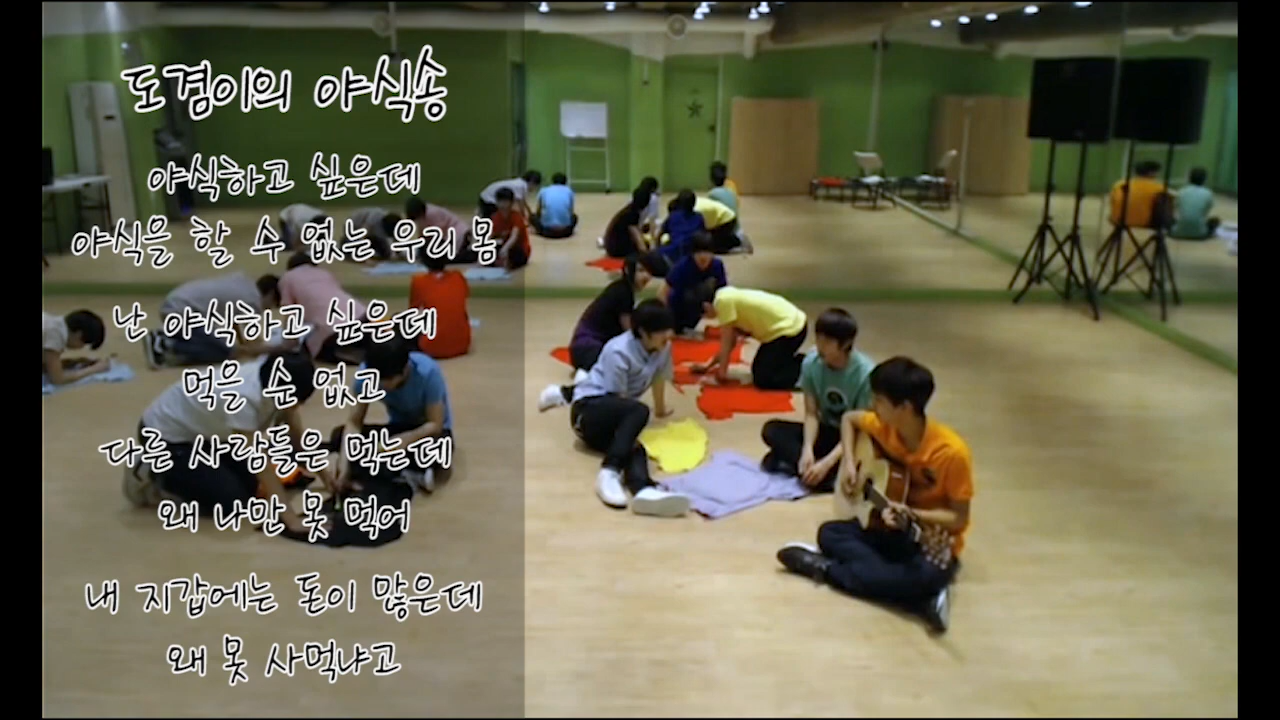 도겸이의 야식송
야식하고 싶은데
야식을 할 수 없는 우리 몸
난 야식하고 싶은데
먹을 순 없고
다른 사람들은 먹는데
왜 나만 못 먹어
내 지갑에는 돈이 많은데
왜 못 사먹냐고